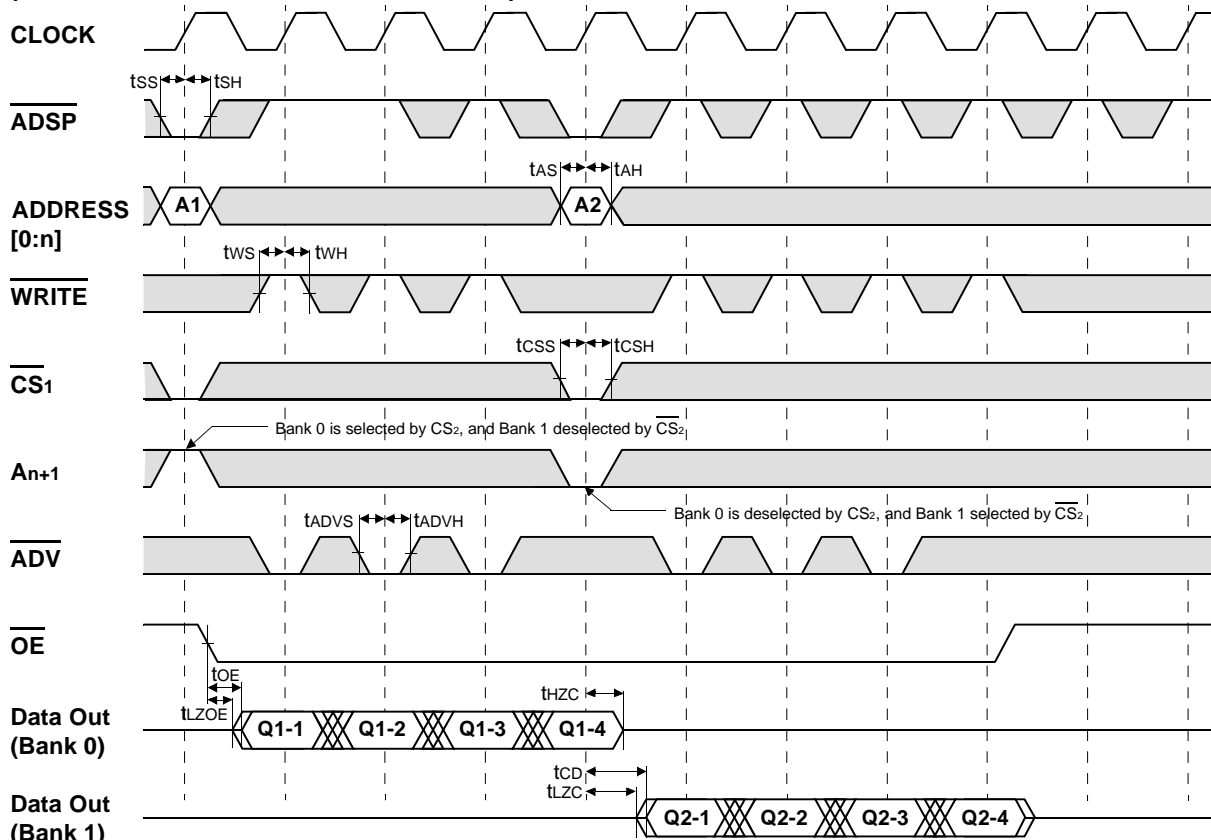 CLOCK
tSS tSH
ADSP
tAS tAH
ADDRESS
[0:n]
A1 A2
tWS tWH
WRITE
tCSS tCSH
CS1
Bank 0 is selected by CS2, and Bank 1 deselected by CS2
An+1
Bank 0 is deselected by CS2, and Bank 1 selected by CS2
tADVS tADVH
ADV
OE
tOE
tHZC
tLZOE
Data Out
(Bank 0)
Q1-1 Q1-2 Q1-3 Q1-4
tCD
tLZC
Data Out
(Bank 1)
Q2-1 Q2-2 Q2-3 Q2-4